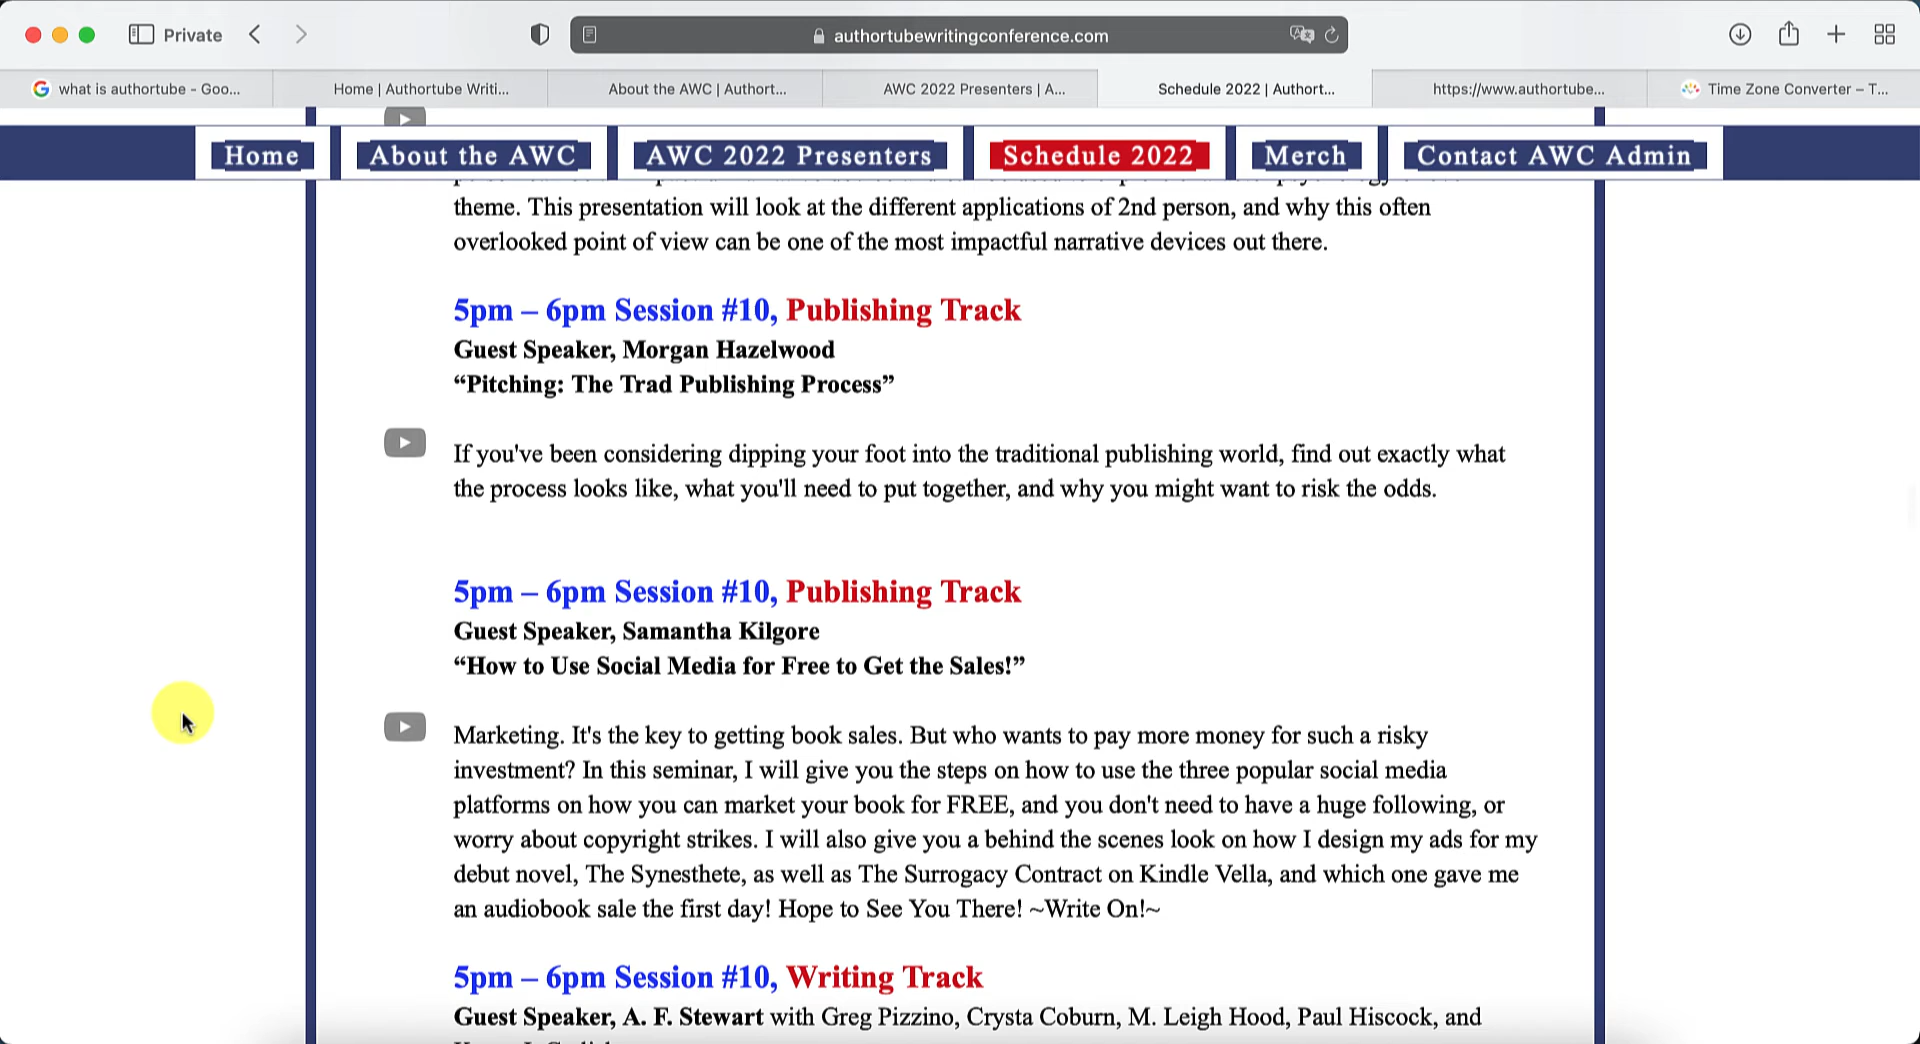 Private
authortubewritingconference.com
what is authortube - Goo...
Home | Authortube Writi...
About the AWC | Authort...
AWC 2022 Presenters | A...
Schedule 2022 | Authort...
https://www.authortube...
Time Zone Converter – T...
Home
About the AWC
AWC 2022 Presenters
Schedule 2022
Merch
Contact AWC Admin
theme. This presentation will look at the different applications of 2nd person, and why this often
overlooked point of view can be one of the most impactful narrative devices out there.
5pm – 6pm Session #10, Publishing Track
Guest Speaker, Morgan Hazelwood
“Pitching: The Trad Publishing Process”
If you've been considering dipping your foot into the traditional publishing world, find out exactly what
the process looks like, what you'll need to put together, and why you might want to risk the odds.
5pm – 6pm Session #10, Publishing Track
Guest Speaker, Samantha Kilgore
“How to Use Social Media for Free to Get the Sales!”
Marketing. It's the key to getting book sales. But who wants to pay more money for such a risky
investment? In this seminar, I will give you the steps on how to use the three popular social media
platforms on how you can market your book for FREE, and you don't need to have a huge following, or
worry about copyright strikes. I will also give you a behind the scenes look on how I design my ads for my
debut novel, The Synesthete, as well as The Surrogacy Contract on Kindle Vella, and which one gave me
an audiobook sale the first day! Hope to See You There! ~Write On!~
5pm – 6pm Session #10, Writing Track
Guest Speaker, A. F. Stewart with Greg Pizzino, Crysta Coburn, M. Leigh Hood, Paul Hiscock, and